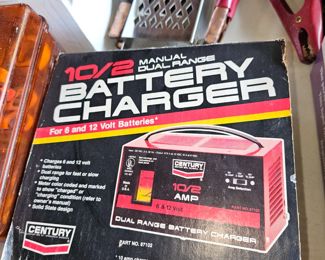 10/2 MANUAL
DUAL RANGE
BATTERY
CHARGER
For 6 and 12 Volt Batteries*
• Charges 6 and 12 volt
batteries
• Dual range for fast or slow
charging
• Meter color coded and marked
to show "charged" or
"charging" condition (refer to
owner's manual)
• Solid State design
CENTURY
CENTURY
10/2
AMP
6 & 12 Volt
DUAL RANGE BATTERY CHARGER
PART NO. 87102